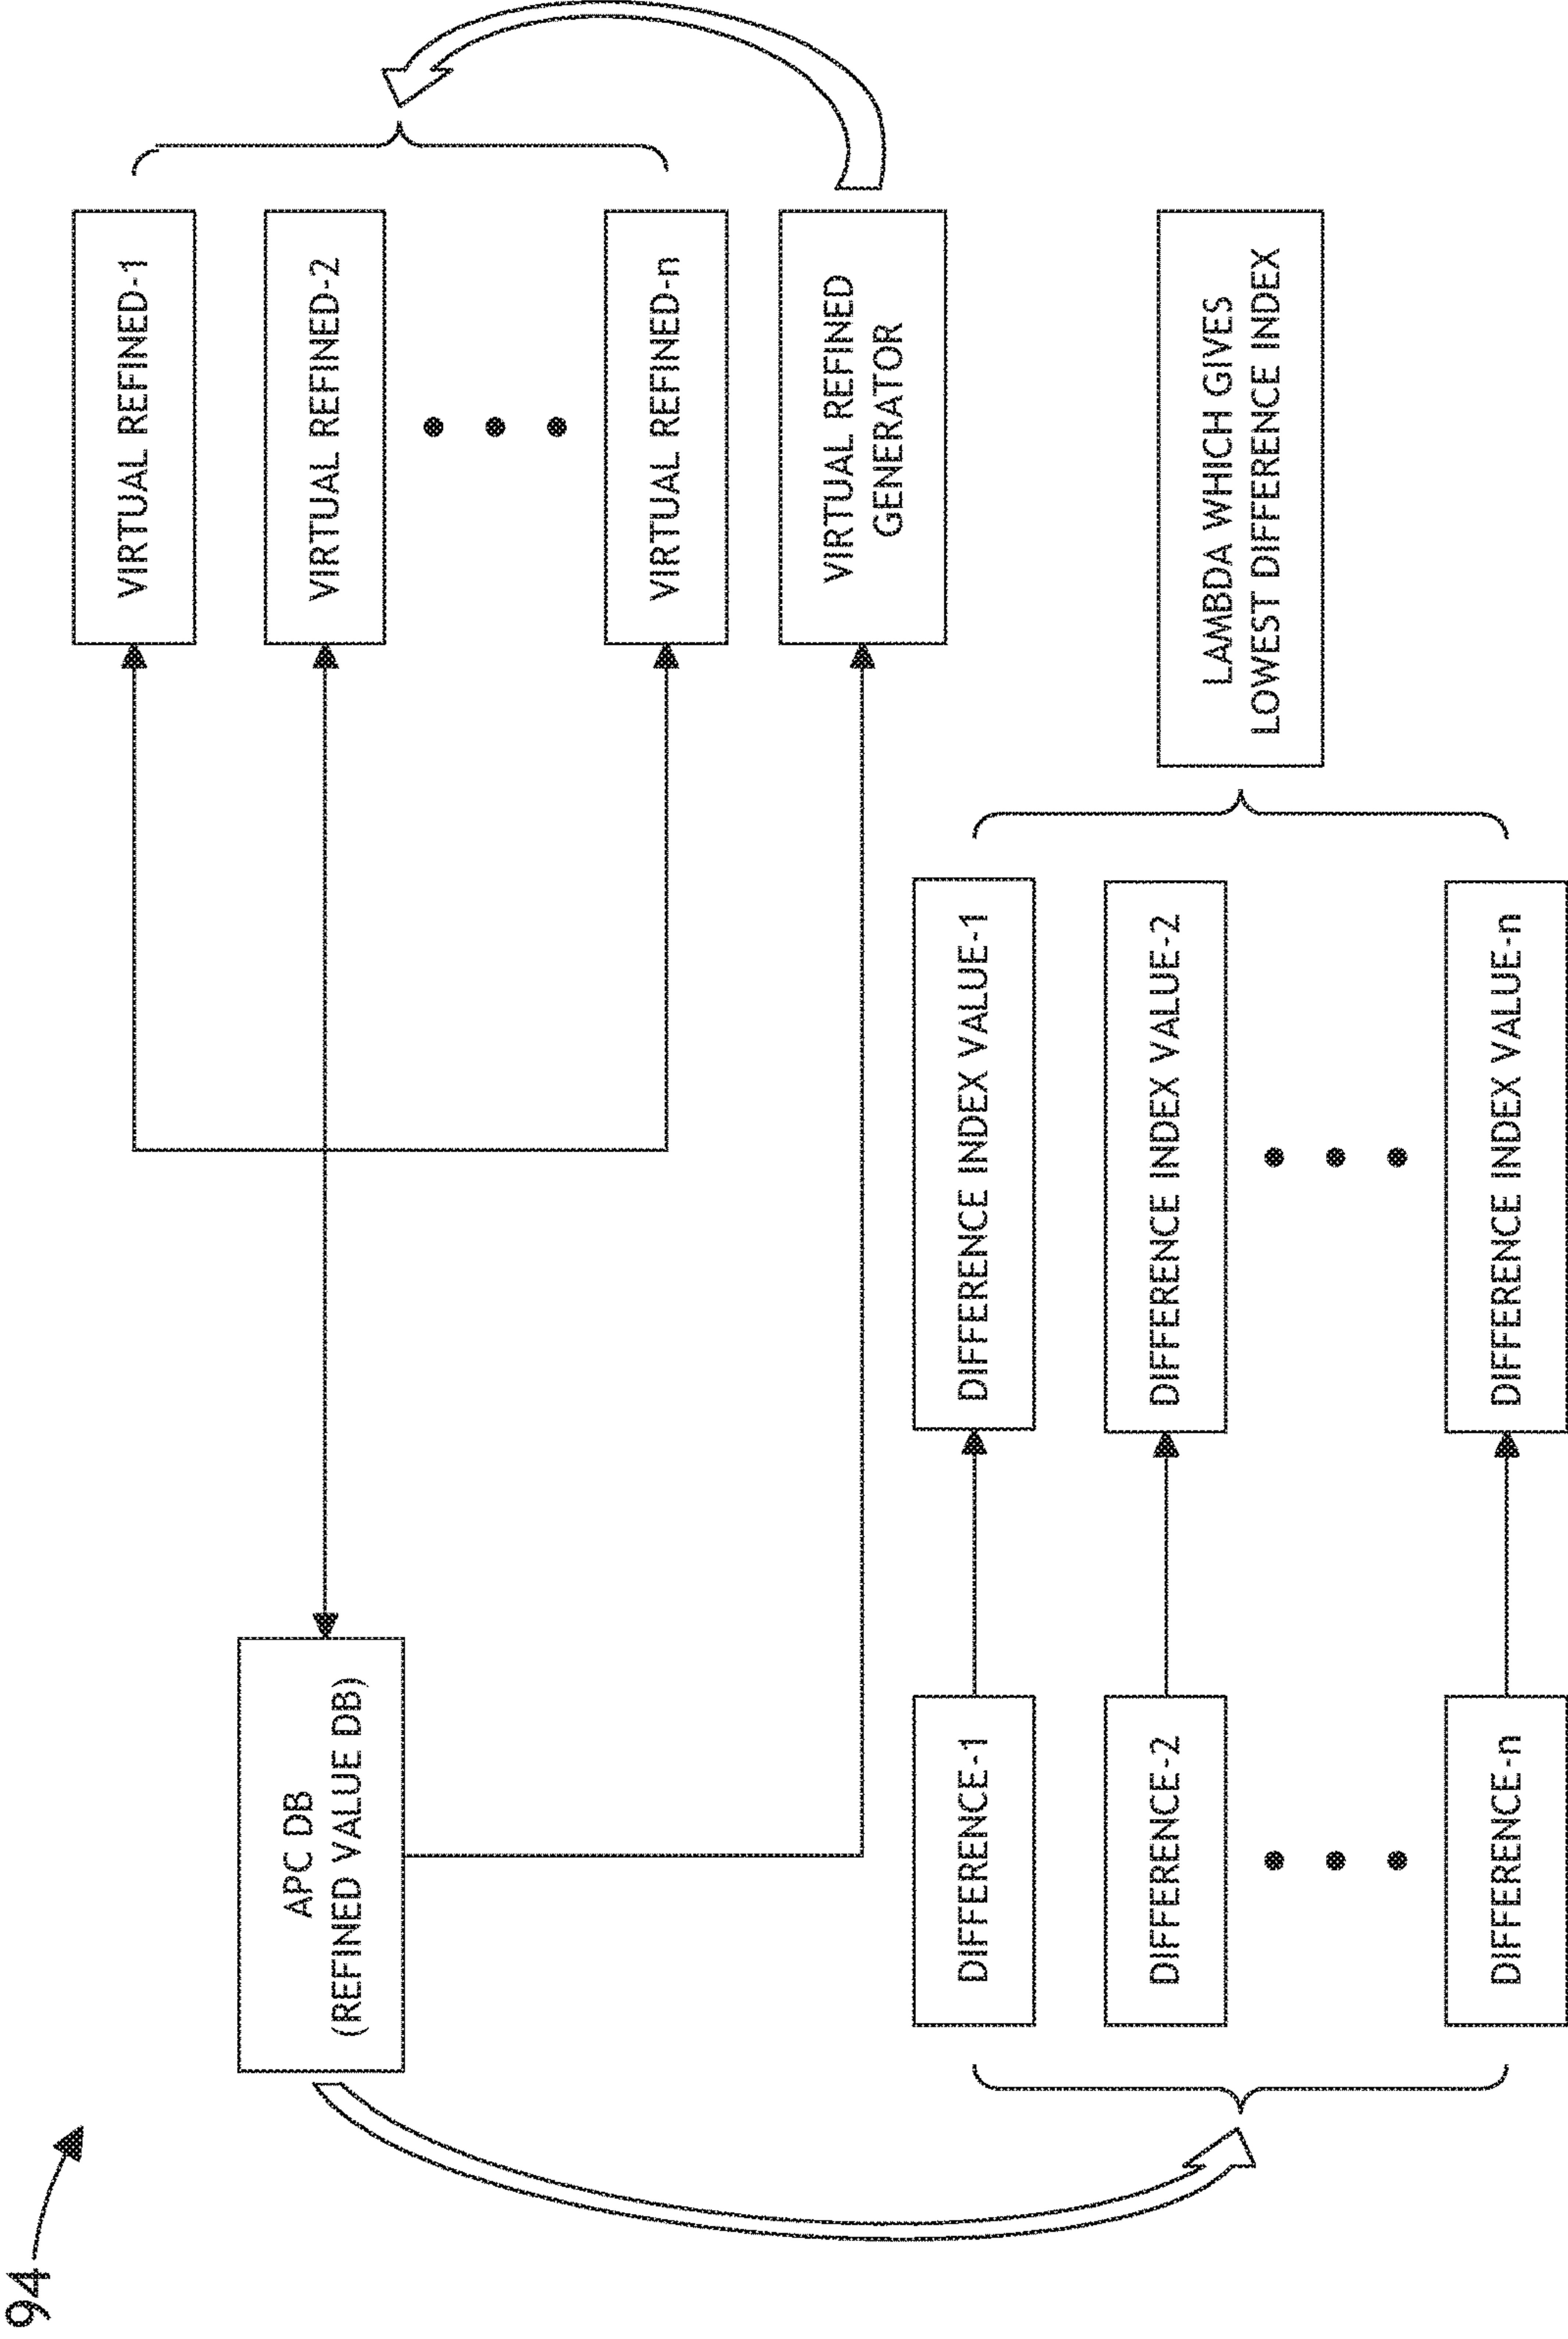 94
APC DB
(REFINED VALUE DB)
VIRTUAL REFINED-1
VIRTUAL REFINED-2
VIRTUAL REFINED-n
VIRTUAL REFINED
GENERATOR
DIFFERENCE-1
DIFFERENCE INDEX VALUE-1
DIFFERENCE-2
DIFFERENCE INDEX VALUE-2
DIFFERENCE-n
DIFFERENCE INDEX VALUE-n
LAMBDA WHICH GIVES
LOWEST DIFFERENCE INDEX